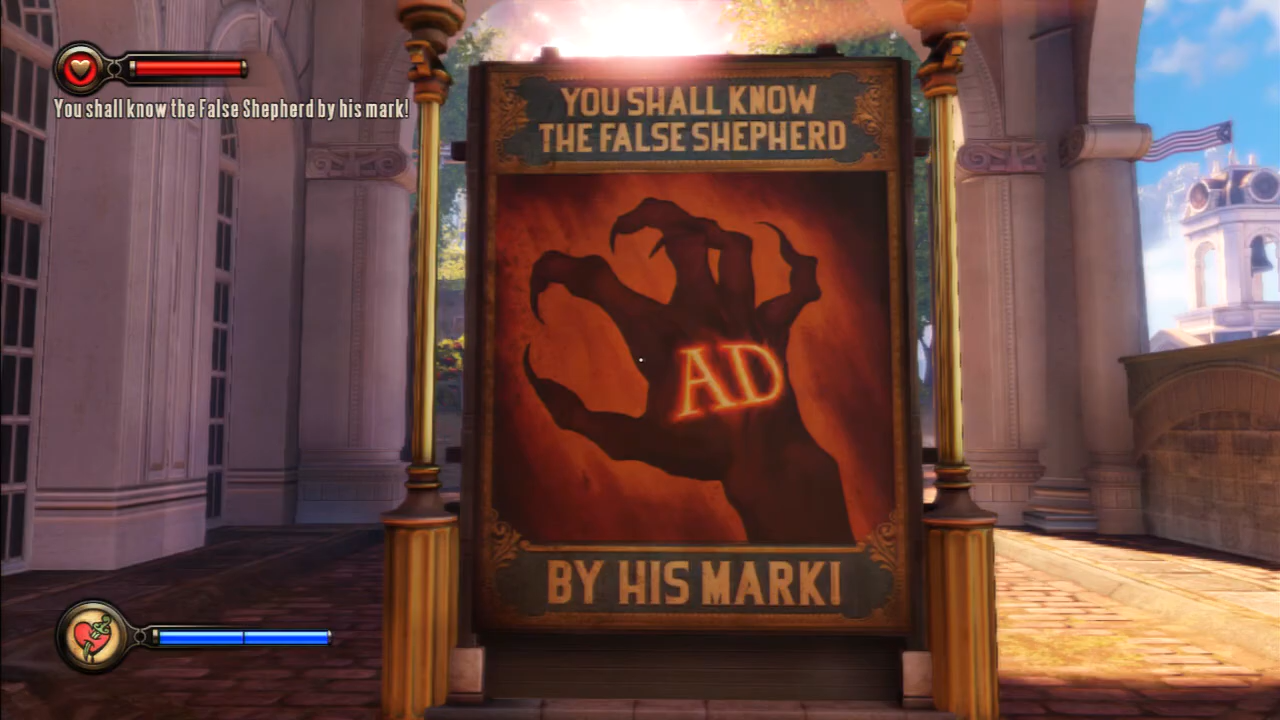 You shall know the False Shepherd by his mark!
YOU SHALL KNOW
THE FALSE SHEPHERD
AD
BY HIS MARK!